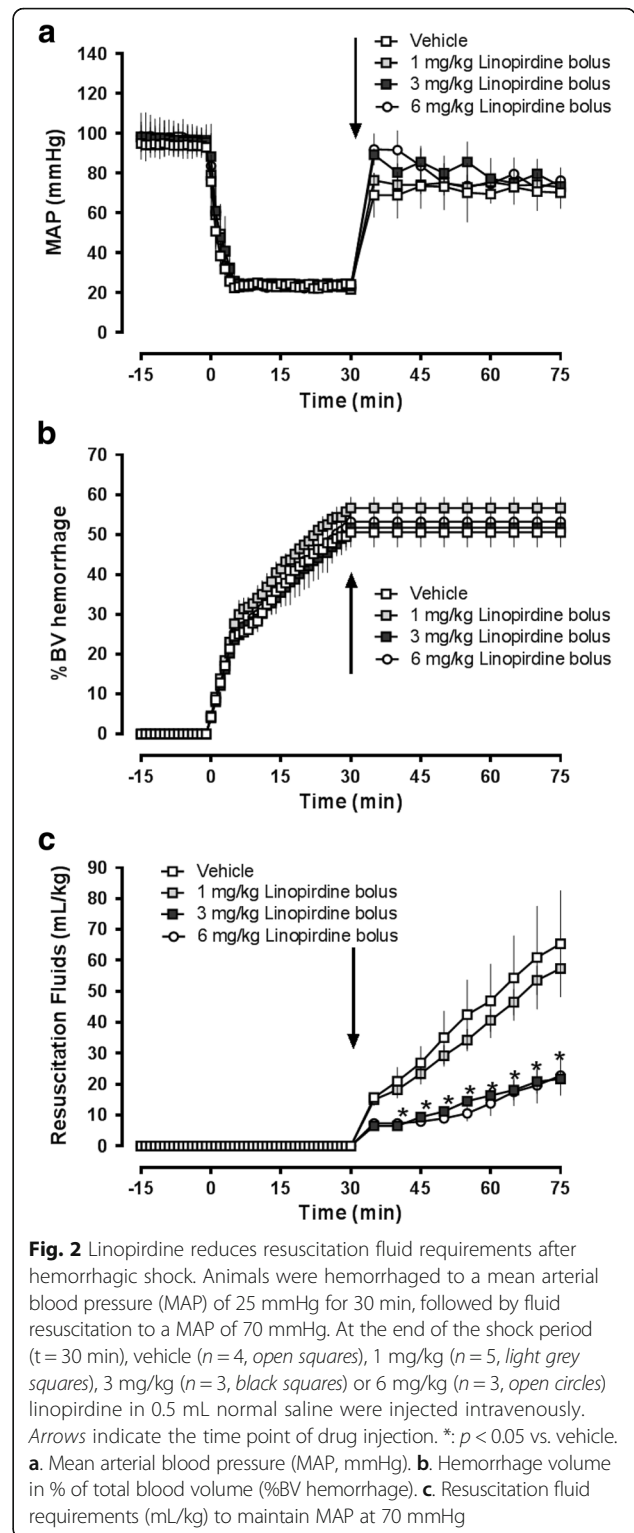 a
140
120
100
80
60
40
20
0
MAP (mmHg)
Vehicle
1 mg/kg Linopirdine bolus
3 mg/kg Linopirdine bolus
6 mg/kg Linopirdine bolus
-15 0 15 30 45 60 75
Time (min)
b
70
60
50
40
30
20
10
0
% BV hemorrhage
Vehicle
1 mg/kg Linopirdine bolus
3 mg/kg Linopirdine bolus
6 mg/kg Linopirdine bolus
-15 0 15 30 45 60 75
Time (min)
c
90
80
70
60
50
40
30
20
10
0
Resuscitation Fluids (mL/kg)
Vehicle
1 mg/kg Linopirdine bolus
3 mg/kg Linopirdine bolus
6 mg/kg Linopirdine bolus
* * * * * * * *
-15 0 15 30 45 60 75
Time (min)
Fig. 2 Linopirdine reduces resuscitation fluid requirements after
hemorrhagic shock. Animals were hemorrhaged to a mean arterial
blood pressure (MAP) of 25 mmHg for 30 min, followed by fluid
resuscitation to a MAP of 70 mmHg. At the end of the shock period
(t = 30 min), vehicle (n = 4, open squares), 1 mg/kg (n = 5, light grey
squares), 3 mg/kg (n = 3, black squares) or 6 mg/kg (n = 3, open circles)
linopirdine in 0.5 mL normal saline were injected intravenously.
Arrows indicate the time point of drug injection. *: p < 0.05 vs. vehicle.
a. Mean arterial blood pressure (MAP, mmHg). b. Hemorrhage volume
in % of total blood volume (%BV hemorrhage). c. Resuscitation fluid
requirements (mL/kg) to maintain MAP at 70 mmHg